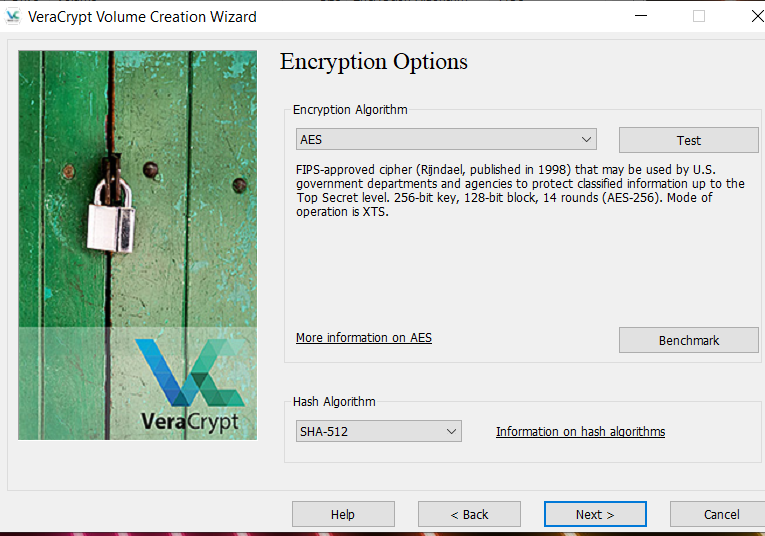 VeraCrypt Volume Creation Wizard
Encryption Options
Encryption Algorithm
AES
Test
FIPS-approved cipher (Rijndael, published in 1998) that may be used by U.S.
government departments and agencies to protect classified information up to the
Top Secret level. 256-bit key, 128-bit block, 14 rounds (AES-256). Mode of
operation is XTS.
More information on AES
Benchmark
VeraCrypt
Hash Algorithm
SHA-512
Information on hash algorithms
Help
< Back
Next >
Cancel